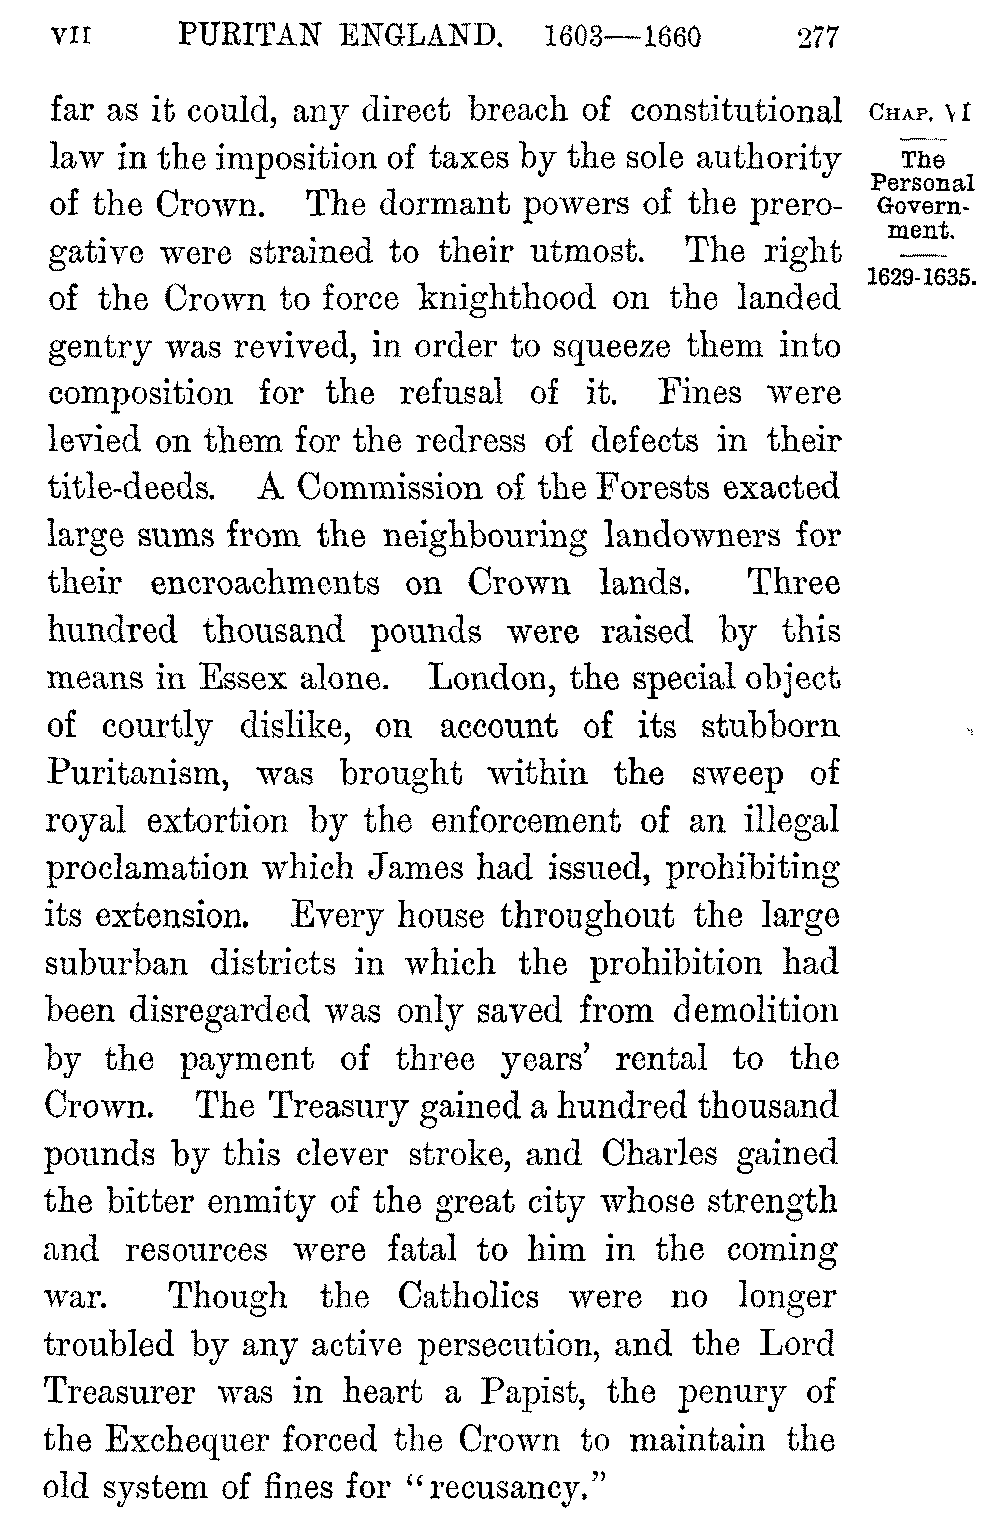 VII PURITAN ENGLAND. 1603—1660 277
far as it could, any direct breach of constitutional
law in the imposition of taxes by the sole authority
of the Crown. The dormant powers of the prero-
gative were strained to their utmost. The right
of the Crown to force knighthood on the landed
gentry was revived, in order to squeeze them into
composition for the refusal of it. Fines were
levied on them for the redress of defects in their
title-deeds. A Commission of the Forests exacted
large sums from the neighbouring landowners for
their encroachments on Crown lands. Three
hundred thousand pounds were raised by this
means in Essex alone. London, the special object
of courtly dislike, on account of its stubborn
Puritanism, was brought within the sweep of
royal extortion by the enforcement of an illegal
proclamation which James had issued, prohibiting
its extension. Every house throughout the large
suburban districts in which the prohibition had
been disregarded was only saved from demolition
by the payment of three years' rental to the
Crown. The Treasury gained a hundred thousand
pounds by this clever stroke, and Charles gained
the bitter enmity of the great city whose strength
and resources were fatal to him in the coming
war. Though the Catholics were no longer
troubled by any active persecution, and the Lord
Treasurer was in heart a Papist, the penury of
the Exchequer forced the Crown to maintain the
old system of fines for "recusancy."
CHAP. VI
The
Personal
Govern-
ment.
1629-1635.